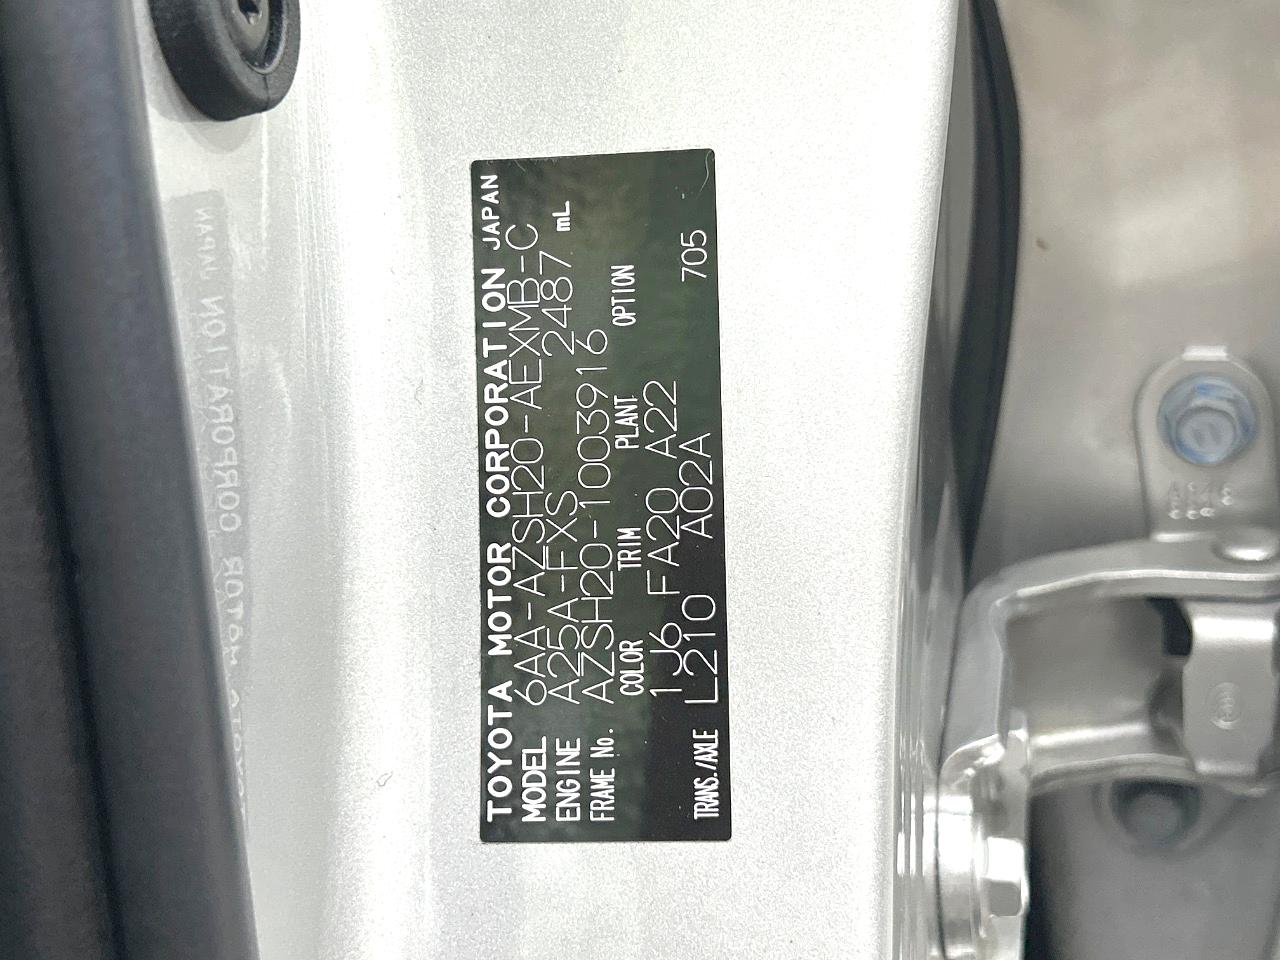 TOYOTA MOTOR CORPORATION JAPAN
MODEL 6AA-AZSH20-AEXMB-C
ENGINE A25A-FXS 2487 mL
FRAME No. AZSH20-1003916
COLOR TRIM PLANT OPTION
1J6 FA20 A22
TRANS./AXLE L210 A02A 705